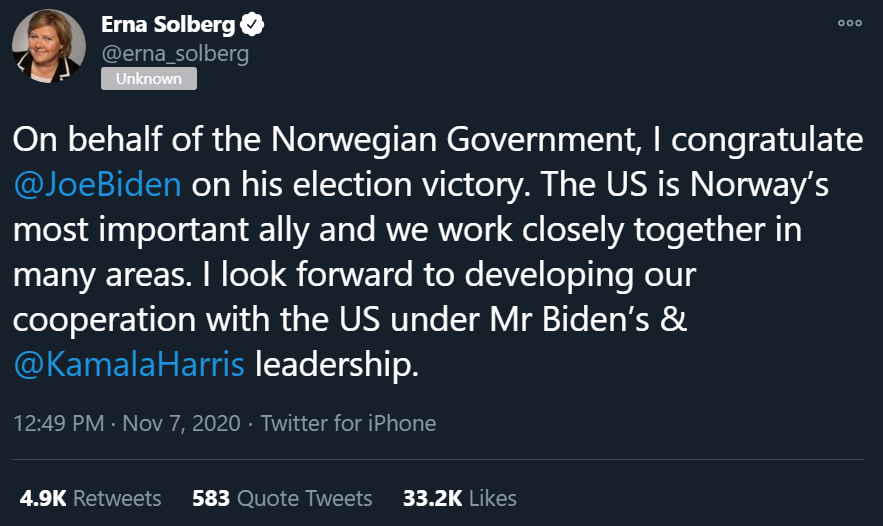 Erna Solberg
@erna_solberg
Unknown
On behalf of the Norwegian Government, I congratulate
@JoeBiden on his election victory. The US is Norway’s
most important ally and we work closely together in
many areas. I look forward to developing our
cooperation with the US under Mr Biden’s &
@KamalaHarris leadership.
12:49 PM · Nov 7, 2020 · Twitter for iPhone
4.9K Retweets 583 Quote Tweets 33.2K Likes